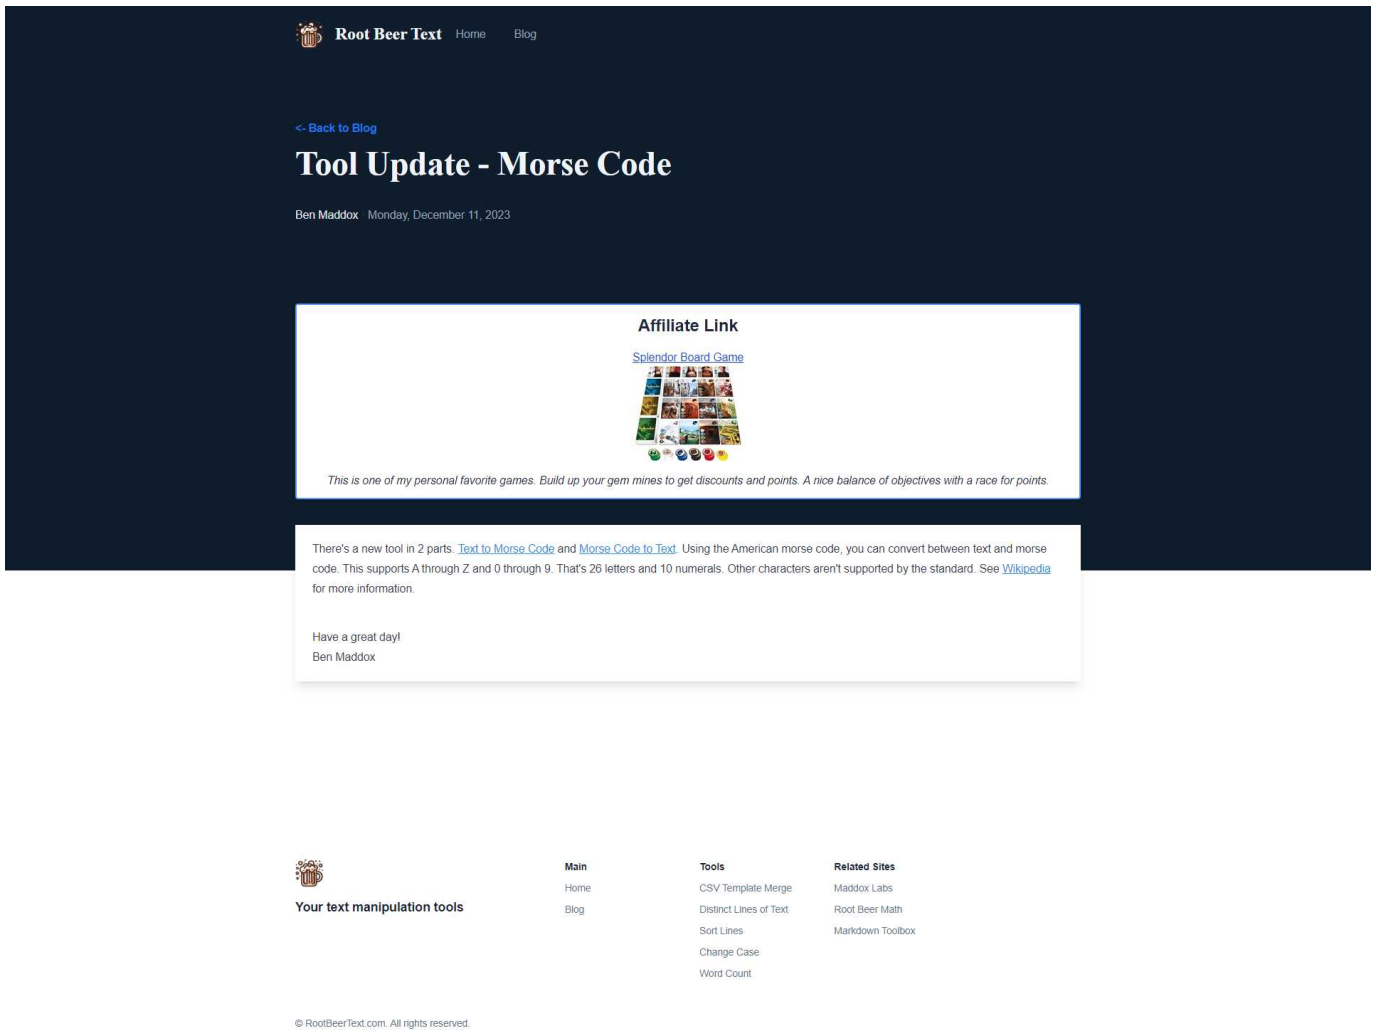 Root Beer Text Home Blog
<- Back to Blog
Tool Update - Morse Code
Ben Maddox Monday, December 11, 2023
Affiliate Link
Splendor Board Game
This is one of my personal favorite games. Build up your gem mines to get discounts and points. A nice balance of objectives with a race for points.
There's a new tool in 2 parts. Text to Morse Code and Morse Code to Text. Using the American morse code, you can convert between text and morse
code. This supports A through Z and 0 through 9. That's 26 letters and 10 numerals. Other characters aren't supported by the standard. See Wikipedia
for more information.
Have a great day!
Ben Maddox
Your text manipulation tools
Main
Home
Blog
Tools
CSV Template Merge
Distinct Lines of Text
Sort Lines
Change Case
Word Count
Related Sites
Maddox Labs
Root Beer Math
Markdown Toolbox
© RootBeerText.com. All rights reserved.